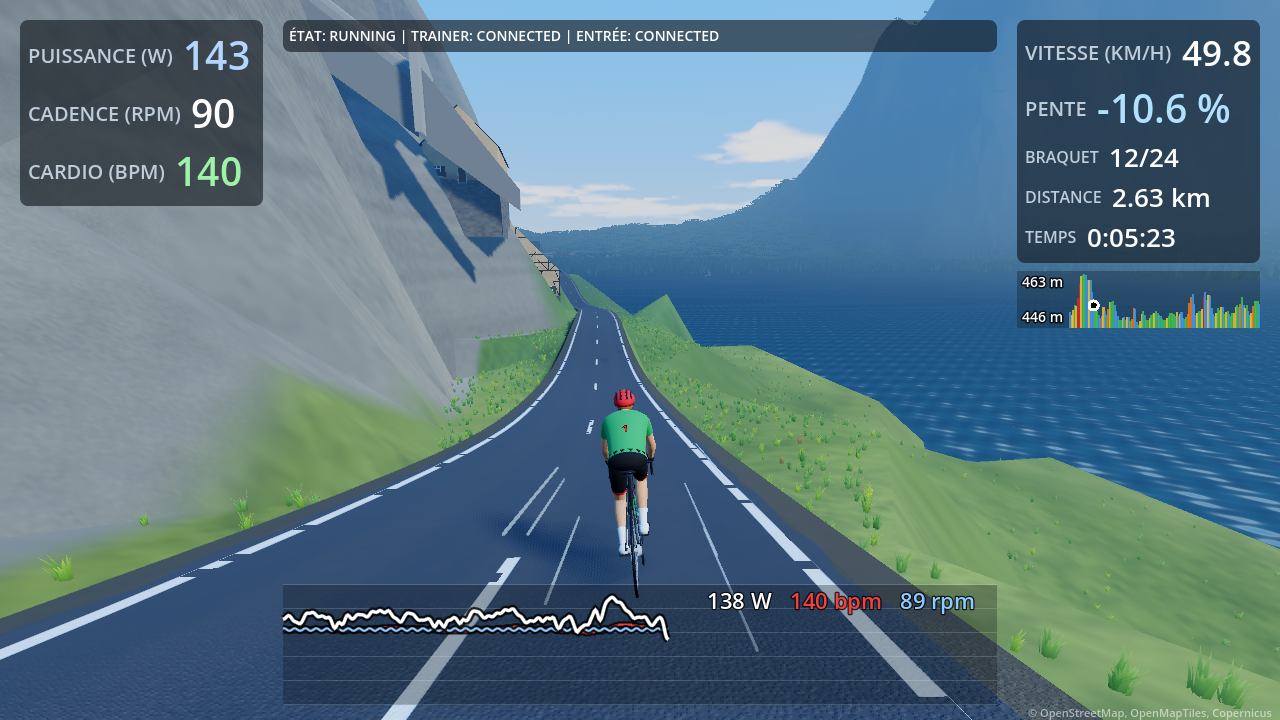 PUISSANCE (W) 143
CADENCE (RPM) 90
CARDIO (BPM) 140
ÉTAT: RUNNING | TRAINER: CONNECTED | ENTRÉE: CONNECTED
VITESSE (KM/H) 49.8
PENTE -10.6 %
BRAQUET 12/24
DISTANCE 2.63 km
TEMPS 0:05:23
463 m
446 m
1
138 W 140 bpm 89 rpm
© OpenStreetMap, OpenMapTiles, Copernicus